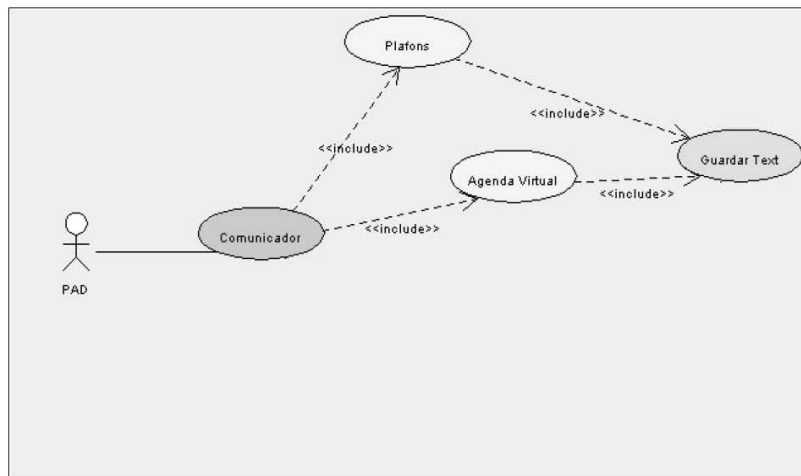 Plafons
<<include>>
<<include>>
Guardar Text
Agenda Virtual
<<include>>
<<include>>
Comunicador
PAD